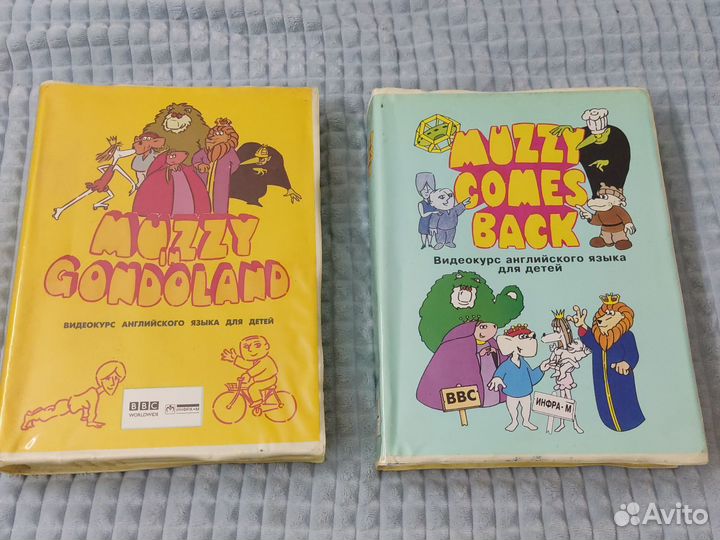 MUZZY
in
GONDOLAND
ВИДЕОКУРС АНГЛИЙСКОГО ЯЗЫКА ДЛЯ ДЕТЕЙ
BBC
WORLDWIDE
ИНФРА-М
MUZZY
COMES
BACK
Видеокурс английского языка
для детей
BBC
ИНФРА-М
Avito